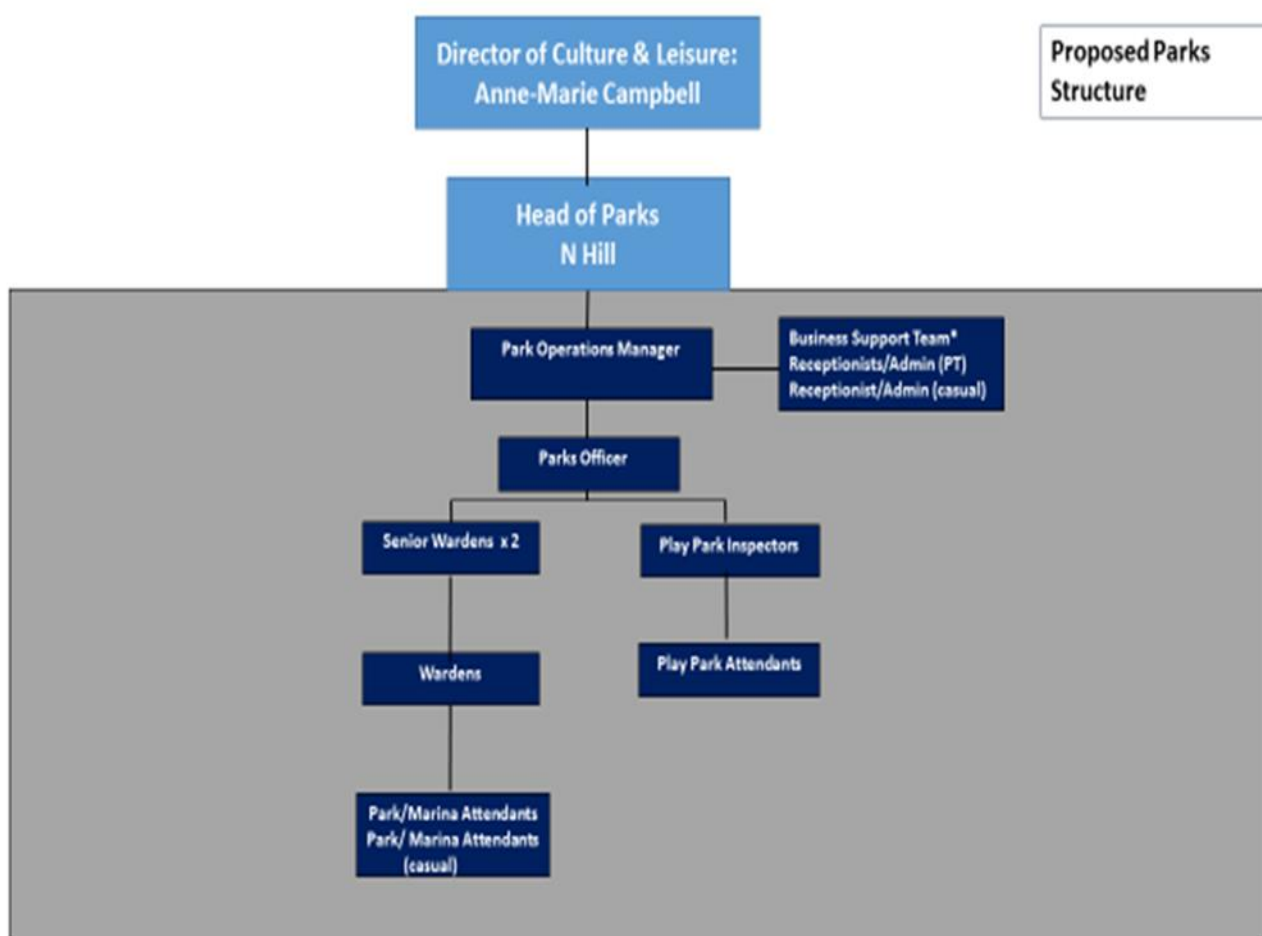 Director of Culture & Leisure:
Anne-Marie Campbell
Proposed Parks
Structure
Head of Parks
N Hill
Park Operations Manager
Business Support Team*
Receptionists/Admin (PT)
Receptionist/Admin (casual)
Parks Officer
Senior Wardens x 2
Play Park Inspectors
Wardens
Play Park Attendants
Park/Marina Attendants
Park/ Marina Attendants
(casual)